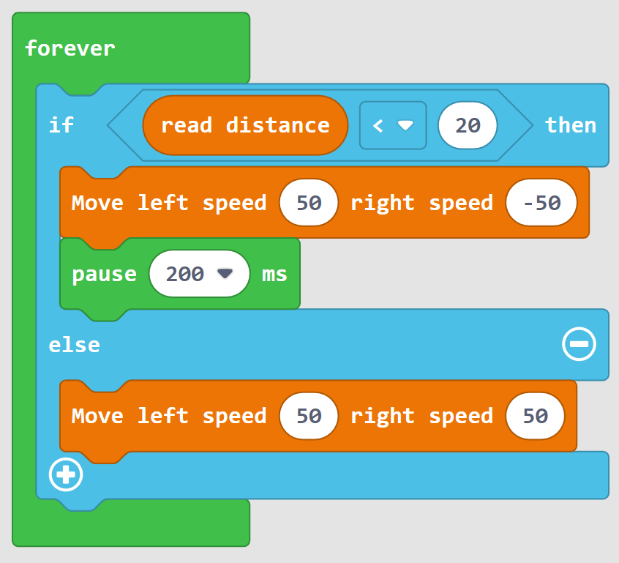 forever
if read distance < 20 then
Move left speed 50 right speed -50
pause 200 ms
else
Move left speed 50 right speed 50